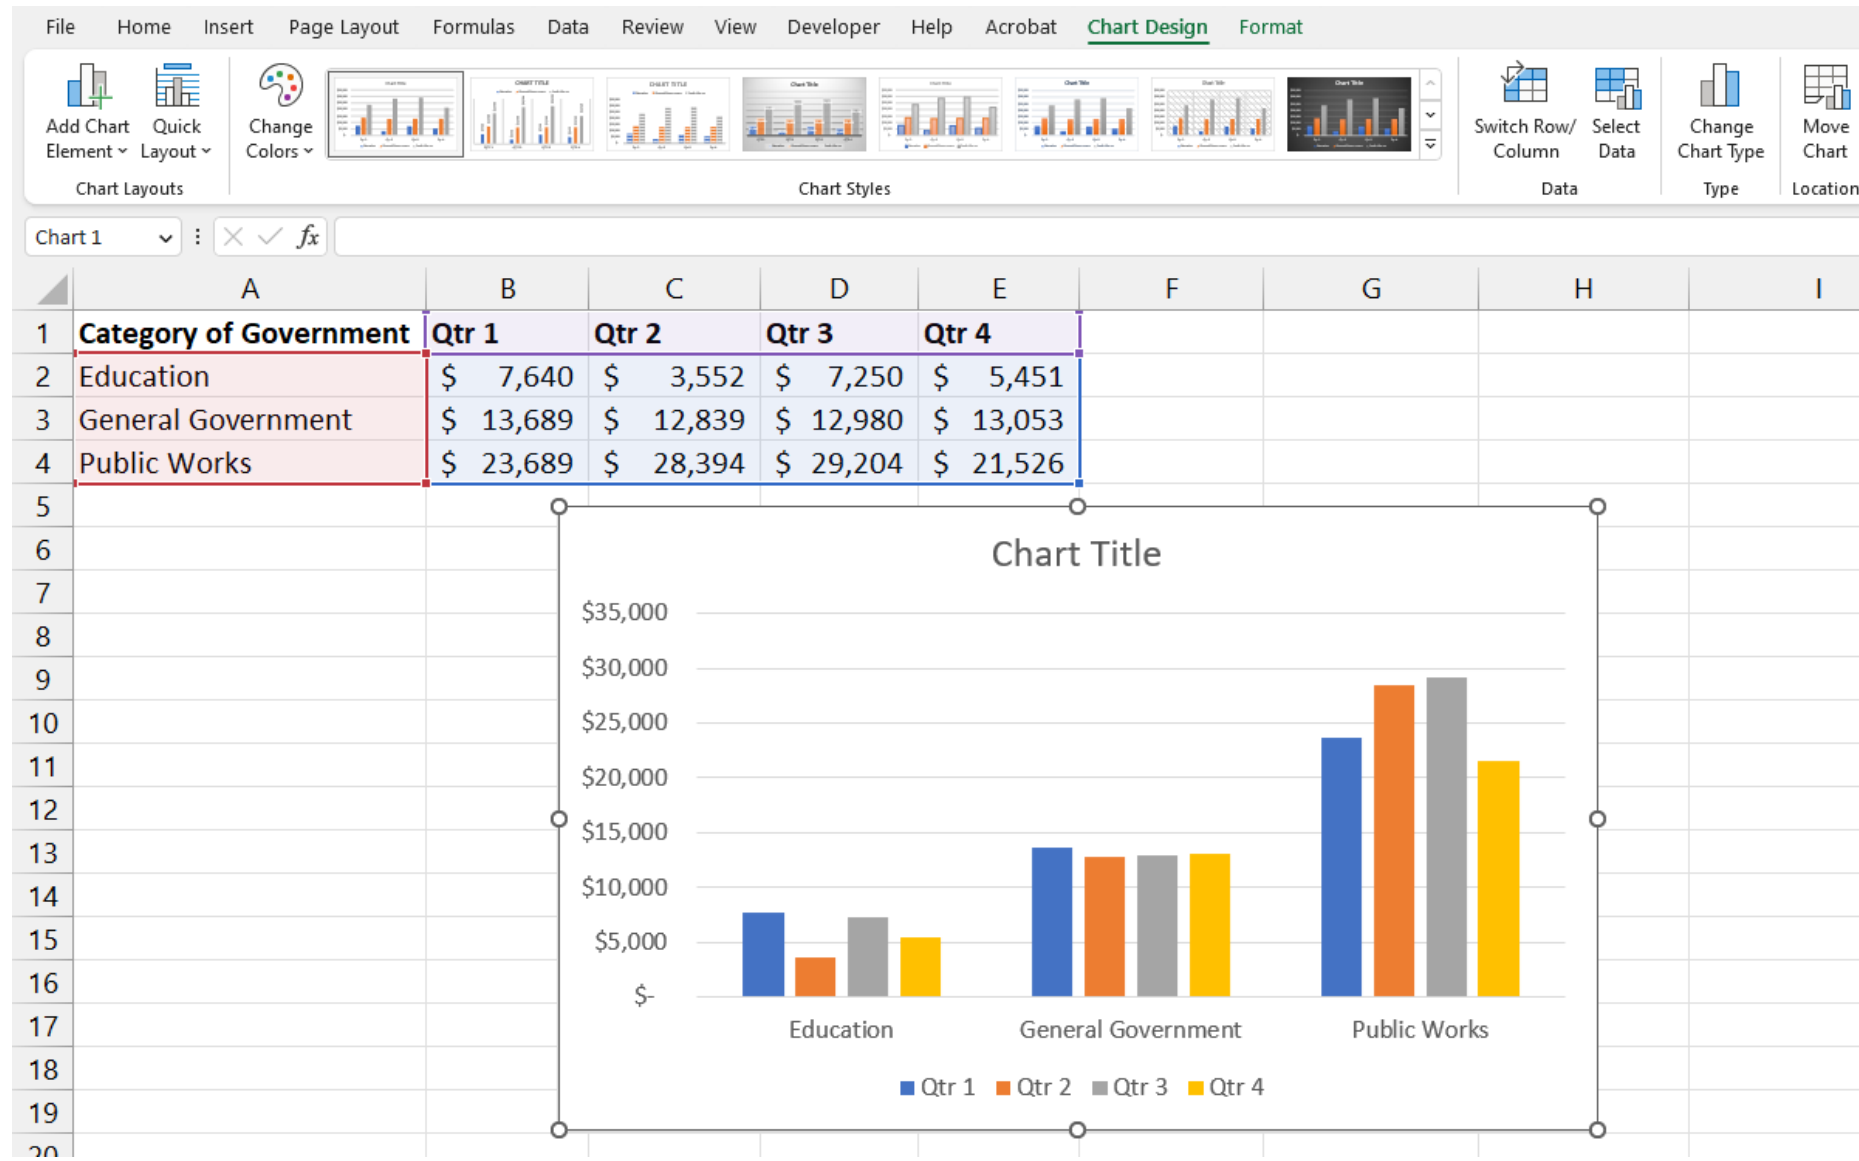 File Home Insert Page Layout Formulas Data Review View Developer Help Acrobat Chart Design Format
Add Chart Element
Quick Layout
Change Colors
Switch Row/ Column
Select Data
Change Chart Type
Move Chart
Chart Layouts
Chart Styles
Data
Type
Location
Chart 1 fx
A B C D E F G H I
1 Category of Government Qtr 1 Qtr 2 Qtr 3 Qtr 4
2 Education $ 7,640 $ 3,552 $ 7,250 $ 5,451
3 General Government $ 13,689 $ 12,839 $ 12,980 $ 13,053
4 Public Works $ 23,689 $ 28,394 $ 29,204 $ 21,526
5
6
7
8
9
10
11
12
13
14
15
16
17
18
19
20
Chart Title
$35,000
$30,000
$25,000
$20,000
$15,000
$10,000
$5,000
$-
Education General Government Public Works
Qtr 1 Qtr 2 Qtr 3 Qtr 4